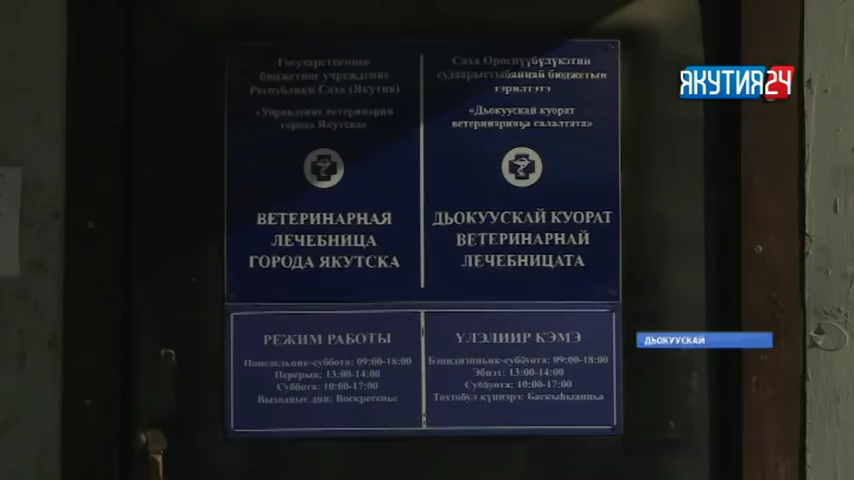 Государственное
бюджетное учреждение
Республики Саха (Якутия)
«Управление ветеринарии
города Якутска»
ВЕТЕРИНАРНАЯ
ЛЕЧЕБНИЦА
ГОРОДА ЯКУТСКА
Саха Өрөспүүбүлүкэтин
судаарыстыбаннай бюджетын
тэрилтэтэ
«Дьокуускай куорат
ветеринарияҕа салалтата»
ДЬОКУУСКАЙ КУОРАТ
ВЕТЕРИНАРНАЙ
ЛЕЧЕБНИЦАТА
РЕЖИМ РАБОТЫ
Понедельник-суббота: 09:00-18:00
Перерыв: 13:00-14:00
Суббота: 10:00-17:00
Выходные дни: Воскресенье
ҮЛЭЛИИР КЭМЭ
Бэнидиэнньик-субуота: 09:00-18:00
Эбиэт: 13:00-14:00
Субуота: 10:00-17:00
Тохтобуэ күннэрэ: Баскыһыанньа
ЯКУТИЯ24
ДЬОКУУСКАЙ